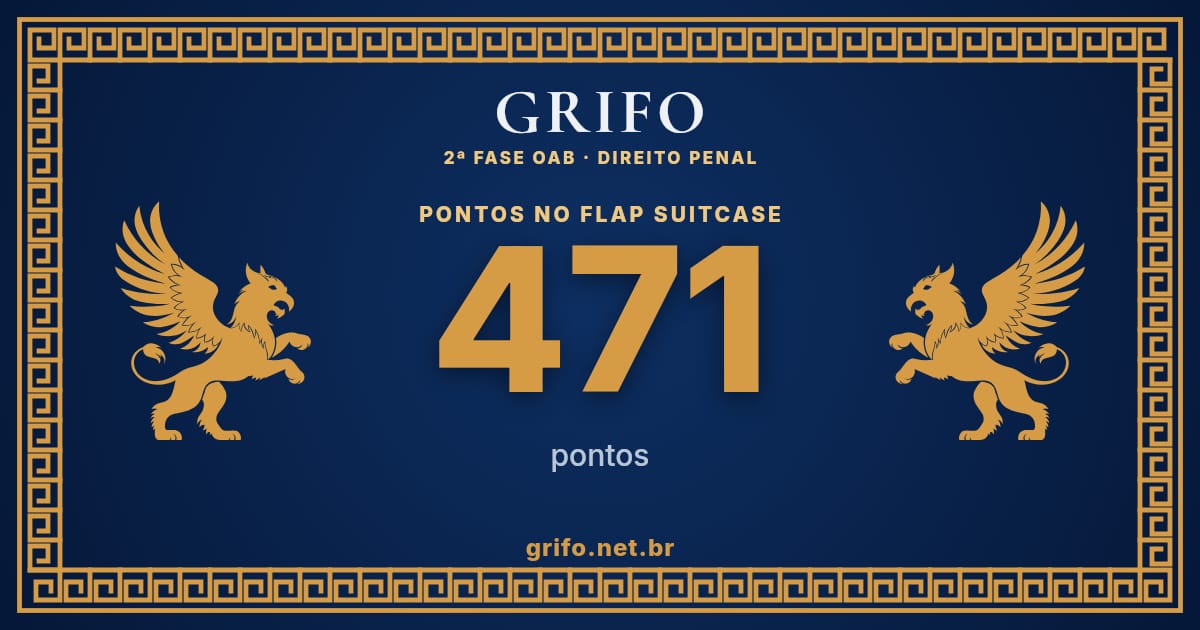 GRIFO
2ª FASE OAB · DIREITO PENAL
PONTOS NO FLAP SUITCASE
471
pontos
grifo.net.br